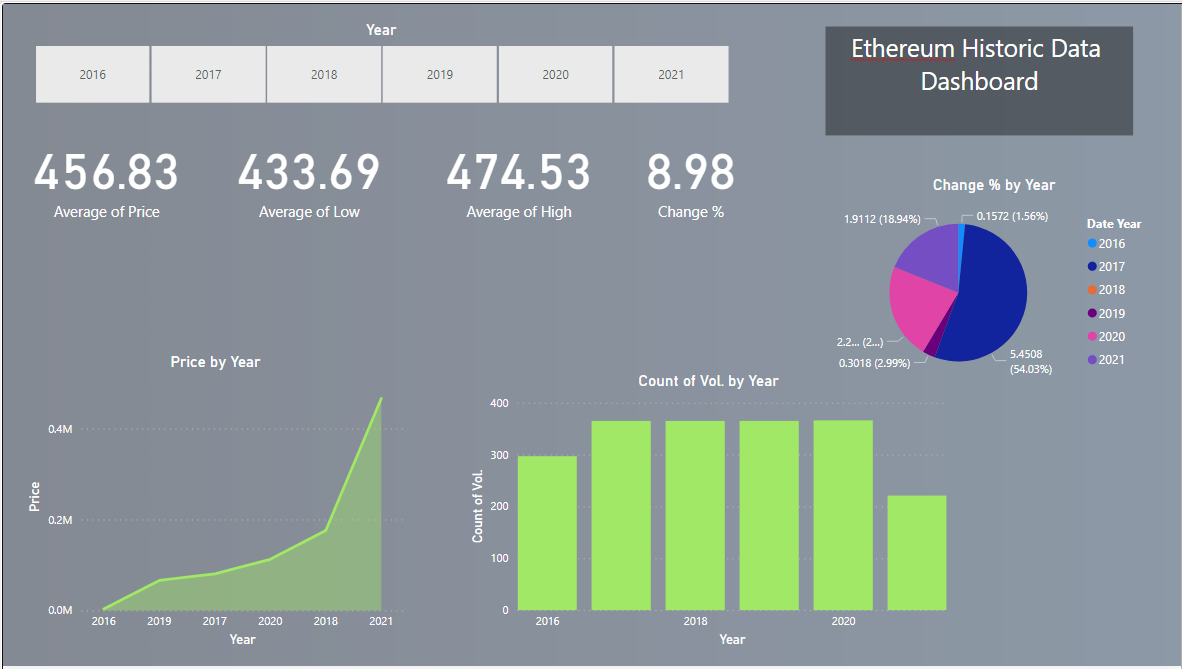 Year
2016 2017 2018 2019 2020 2021
Ethereum Historic Data
Dashboard
456.83 433.69 474.53 8.98
Average of Price Average of Low Average of High Change %
Change % by Year
1.9112 (18.94%) 0.1572 (1.56%)
2.2... (2...)
0.3018 (2.99%)
5.4508
(54.03%)
Date Year
2016
2017
2018
2019
2020
2021
Price by Year
0.4M
0.2M
0.0M
Price
2016 2019 2017 2020 2018 2021
Year
Count of Vol. by Year
400
300
200
100
0
Count of Vol.
2016 2018 2020
Year